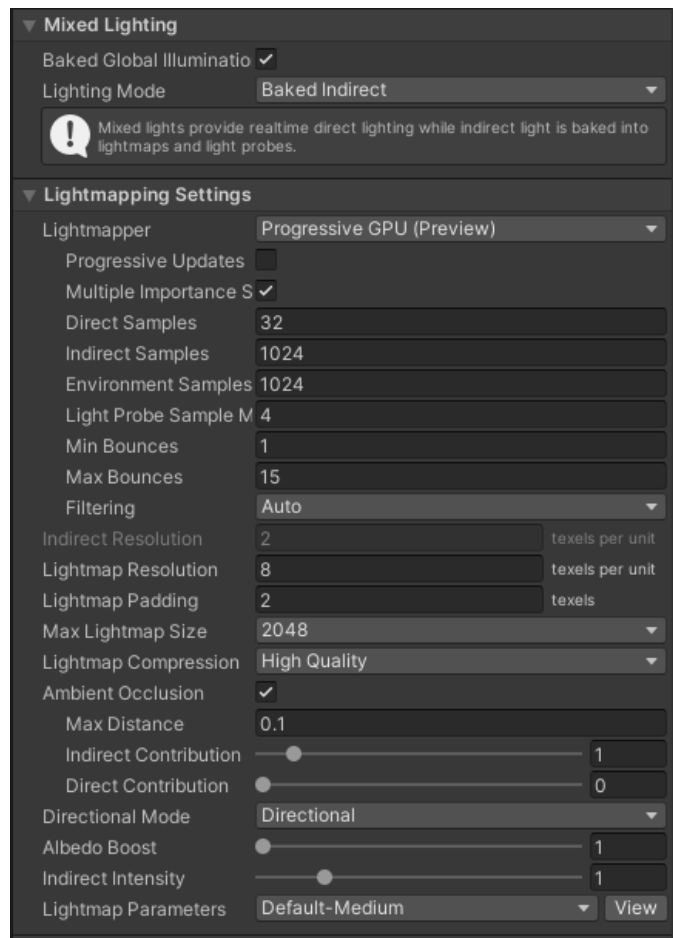 Mixed Lighting
Baked Global Illuminatio
Lighting Mode Baked Indirect
Mixed lights provide realtime direct lighting while indirect light is baked into
lightmaps and light probes.
Lightmapping Settings
Lightmapper Progressive GPU (Preview)
Progressive Updates
Multiple Importance S
Direct Samples 32
Indirect Samples 1024
Environment Samples 1024
Light Probe Sample M 4
Min Bounces 1
Max Bounces 15
Filtering Auto
Indirect Resolution 2 texels per unit
Lightmap Resolution 8 texels per unit
Lightmap Padding 2 texels
Max Lightmap Size 2048
Lightmap Compression High Quality
Ambient Occlusion
Max Distance 0.1
Indirect Contribution 1
Direct Contribution 0
Directional Mode Directional
Albedo Boost 1
Indirect Intensity 1
Lightmap Parameters Default-Medium View